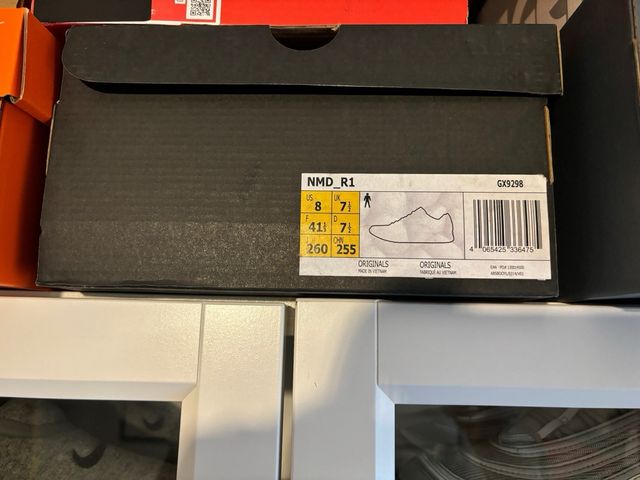 NMD_R1
GX9298
US
8
UK
7½
F
41⅓
D
7½
260
CHN
255
ORIGINALS
MADE IN VIETNAM
ORIGINALS
FABRIQUÉ AU VIETNAM
4 065425 336475